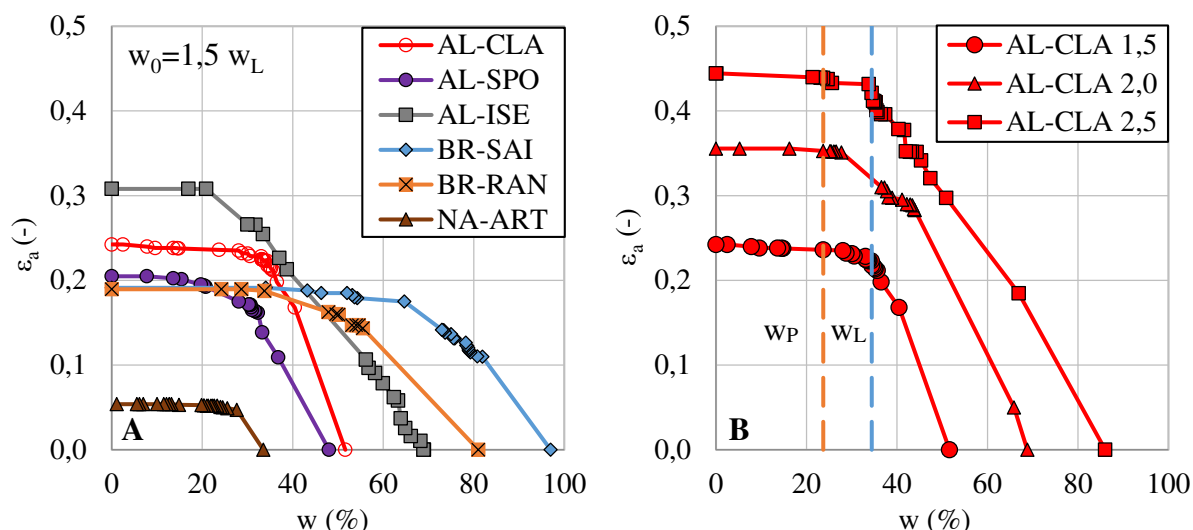 0,5
0,4
0,3
0,2
0,1
0,0
εa (-)
w0=1,5 wL
AL-CLA
AL-SPO
AL-ISE
BR-SAI
BR-RAN
NA-ART
A
0 20 40 60 80 100
w (%)
0,5
0,4
0,3
0,2
0,1
0,0
εa (-)
AL-CLA 1,5
AL-CLA 2,0
AL-CLA 2,5
wP wL
B
0 20 40 60 80 100
w (%)